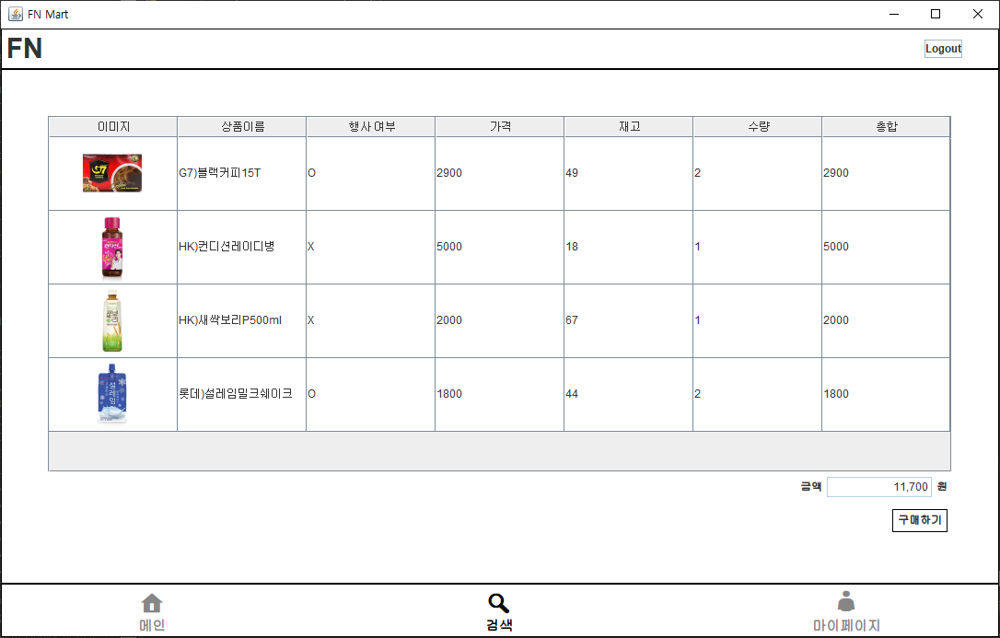 FN Mart
FN
Logout
이미지 상품이름 행사 여부 가격 재고 수량 총합
G7)블랙커피15T O 2900 49 2 2900
HK)컨디션레이디병 X 5000 18 1 5000
HK)새싹보리P500ml X 2000 67 1 2000
롯데)설레임밀크쉐이크 O 1800 44 2 1800
G7
설레임
금액 11,700 원
구매하기
메인 검색 마이페이지